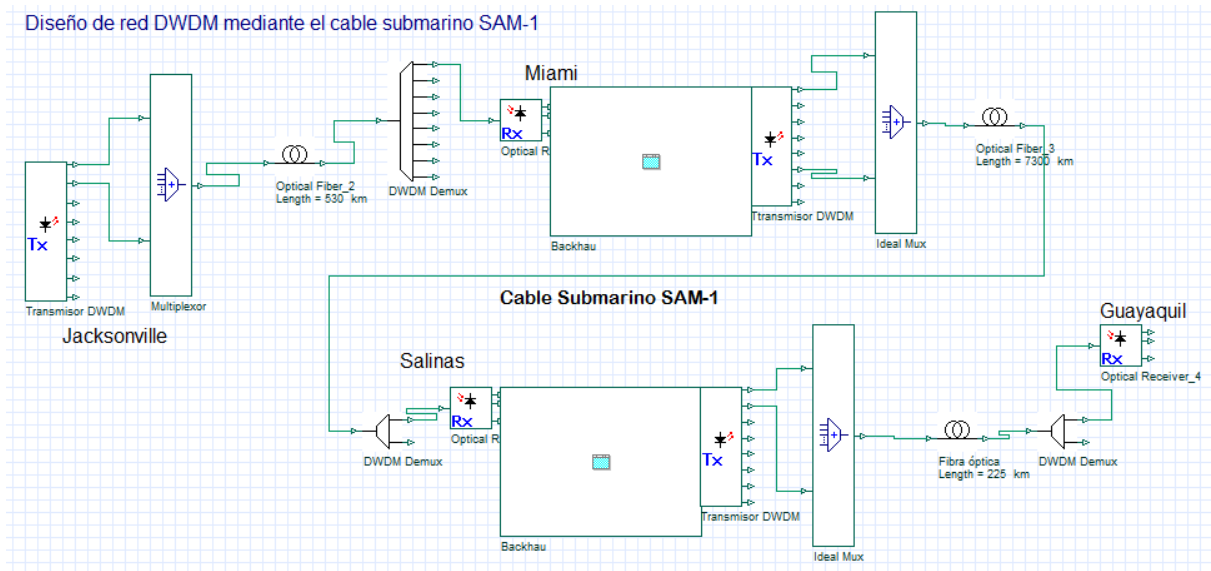 Diseño de red DWDM mediante el cable submarino SAM-1
Tx
Transmisor DWDM
Jacksonville
Multiplexor
Optical Fiber_2
Length = 530 km
DWDM Demux
Miami
Rx
Optical R
Backhau
Tx
Ttransmisor DWDM
Ideal Mux
Optical Fiber_3
Length = 7300 km
Cable Submarino SAM-1
Salinas
DWDM Demux
Rx
Optical R
Backhau
Tx
Transmisor DWDM
Ideal Mux
Fibra óptica
Length = 225 km
DWDM Demux
Guayaquil
Rx
Optical Receiver_4